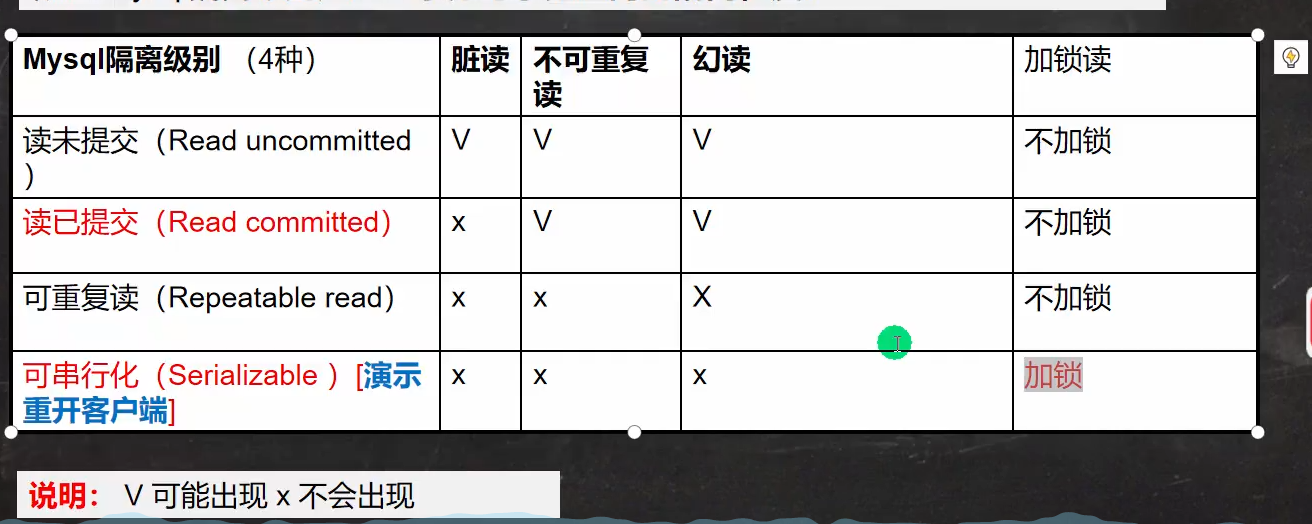 Mysql隔离级别 （4种） 脏读 不可重复读 幻读 加锁读
读未提交（Read uncommitted） V V V 不加锁
读已提交（Read committed） x V V 不加锁
可重复读（Repeatable read） x x X 不加锁
可串行化（Serializable ）[演示重开客户端] x x x 加锁
说明： V 可能出现 x 不会出现